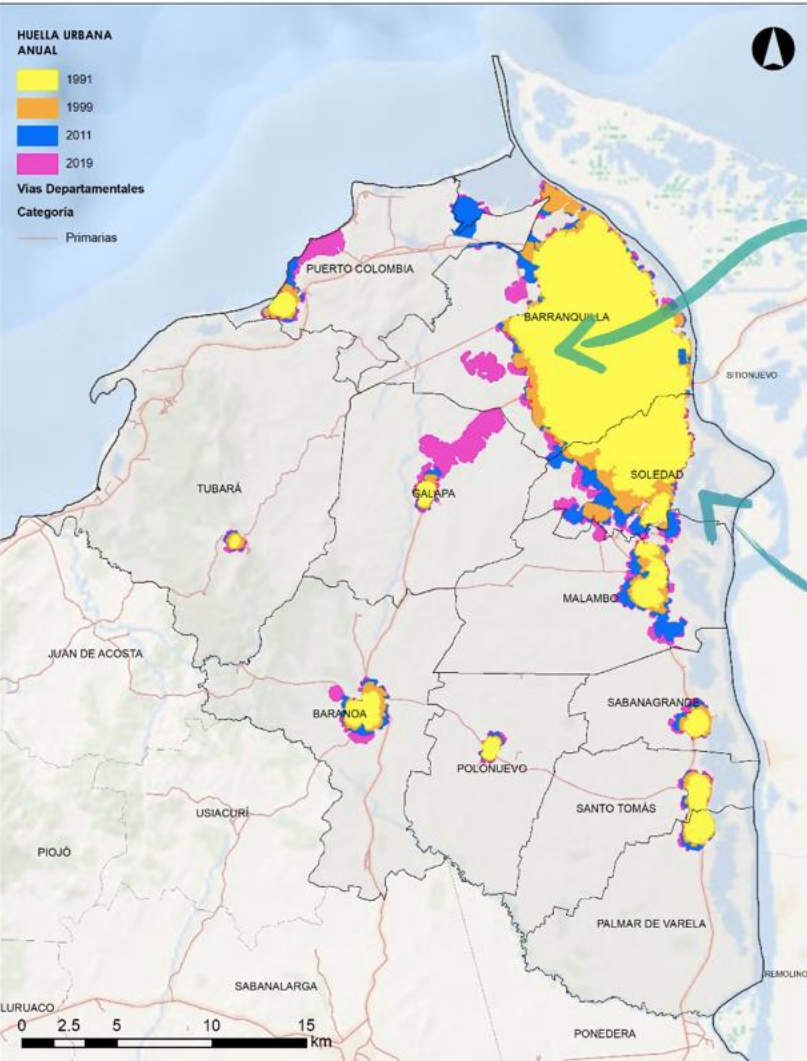 HUELLA URBANA
ANUAL
1991
1999
2011
2019
Vias Departamentales
Categoría
Primarias
PUERTO COLOMBIA
BARRANQUILLA
SITIONUEVO
SOLEDAD
TUBARÁ
GALAPA
MALAMBO
JUAN DE ACOSTA
SABANAGRANDE
BARANOA
POLONUEVO
SANTO TOMÁS
USIACURÍ
PIOJÓ
PALMAR DE VARELA
REMOLINO
SABANALARGA
LURUACO
0 2.5 5 10 15
km
PONEDERA